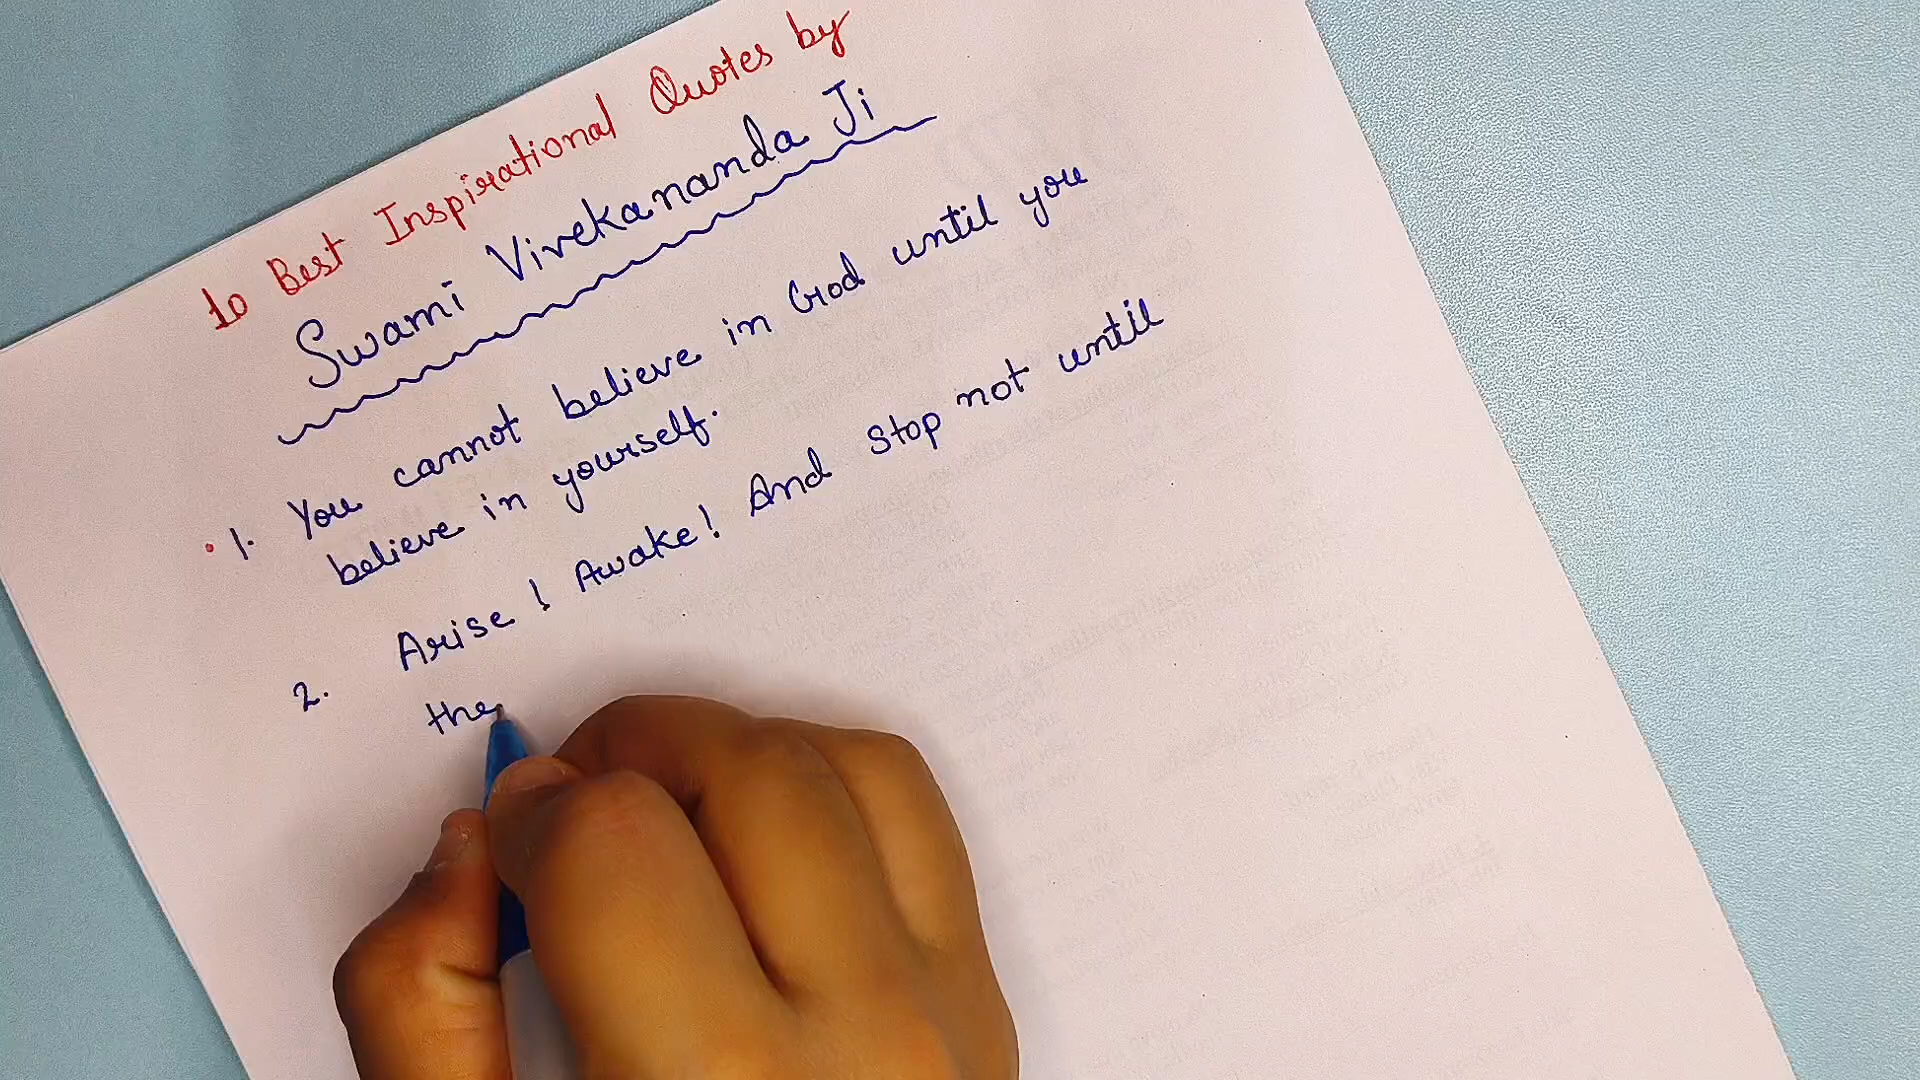 10 Best Inspirational Quotes by
Swami Vivekananda Ji
1. You cannot believe in God until you
believe in yourself.
2. Arise! Awake! And Stop not until
the